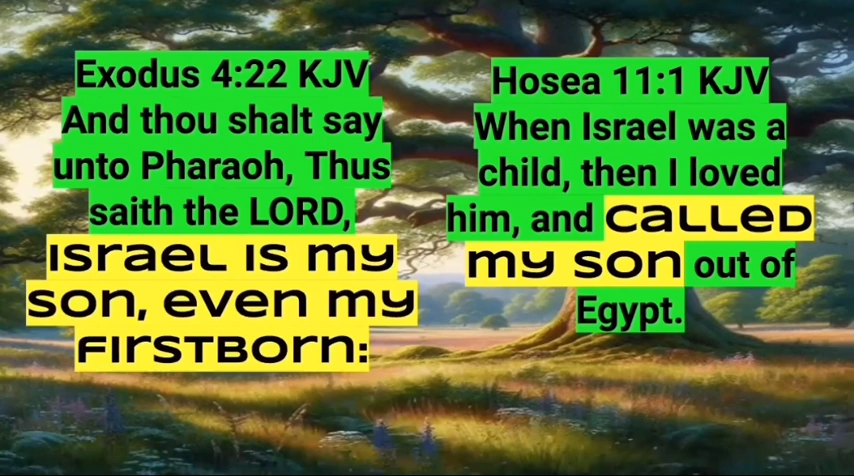 Exodus 4:22 KJV
And thou shalt say
unto Pharaoh, Thus
saith the LORD,
Israel is my
son, even my
firstborn:
Hosea 11:1 KJV
When Israel was a
child, then I loved
him, and called
my son out of
Egypt.